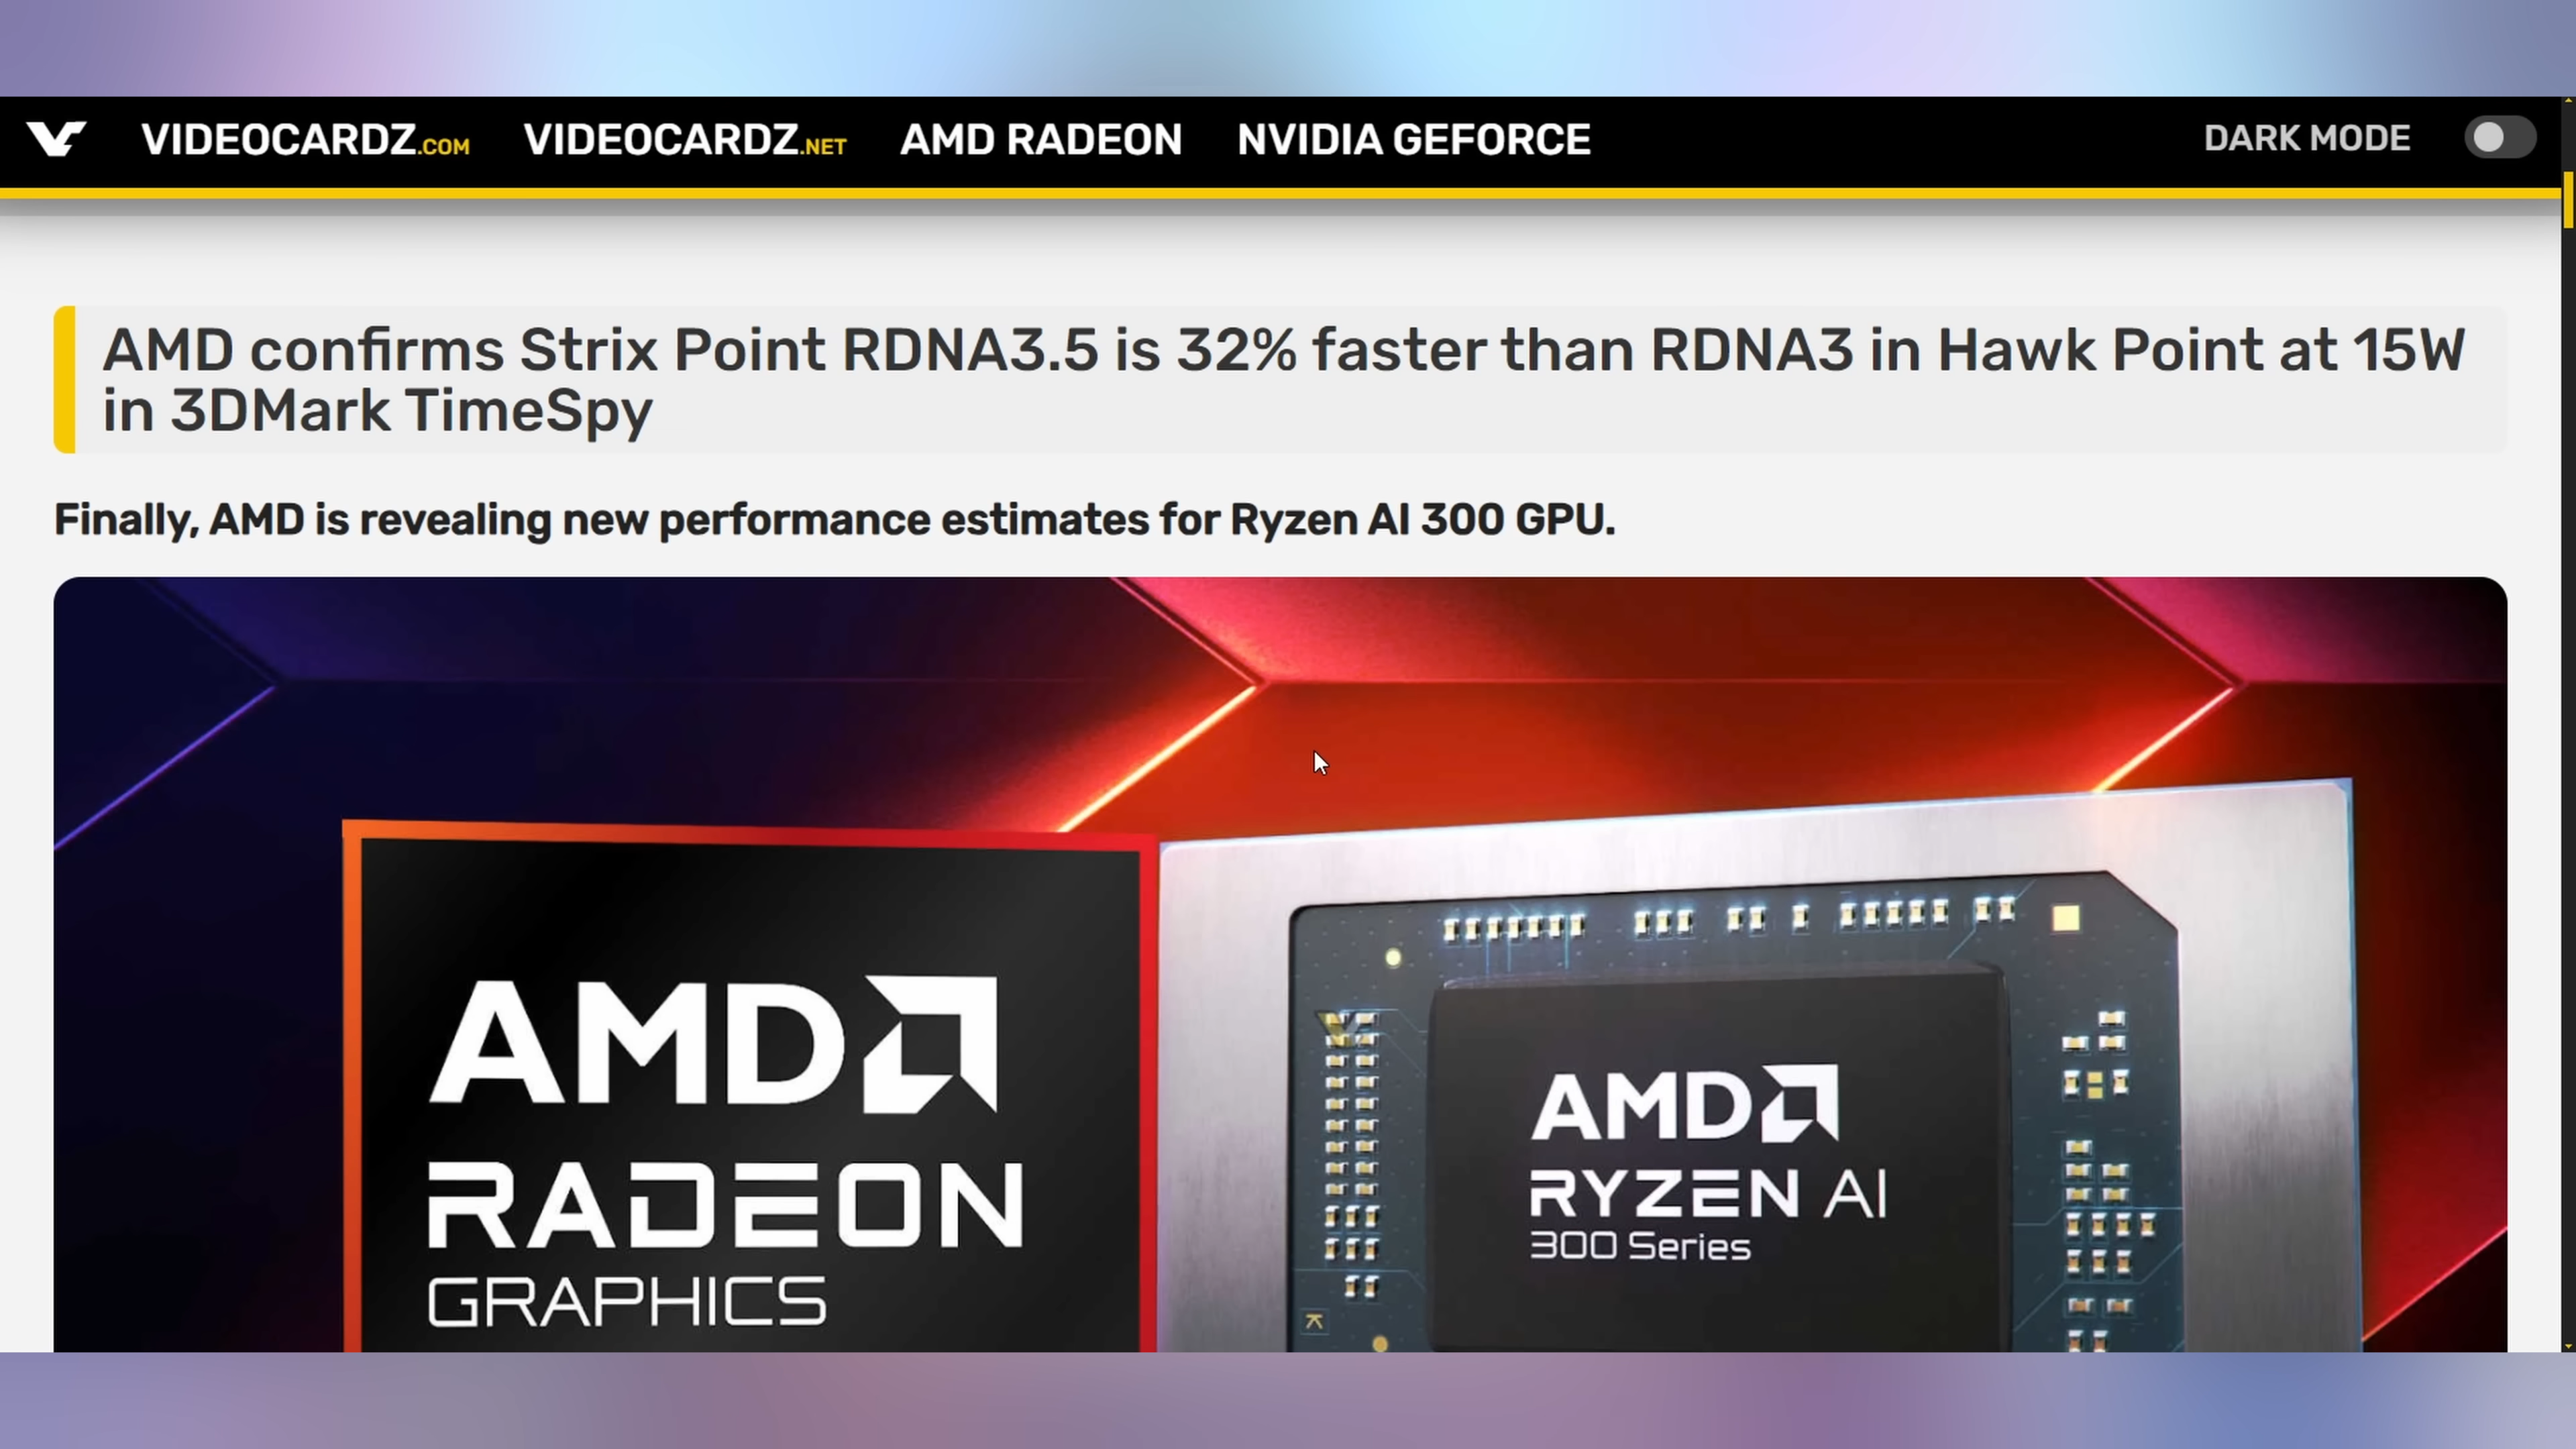 VIDEOCARDZ.COM VIDEOCARDZ.NET AMD RADEON NVIDIA GEFORCE DARK MODE
AMD confirms Strix Point RDNA3.5 is 32% faster than RDNA3 in Hawk Point at 15W
in 3DMark TimeSpy
Finally, AMD is revealing new performance estimates for Ryzen AI 300 GPU.
AMD
RADEON
GRAPHICS
AMD
RYZEN AI
300 Series